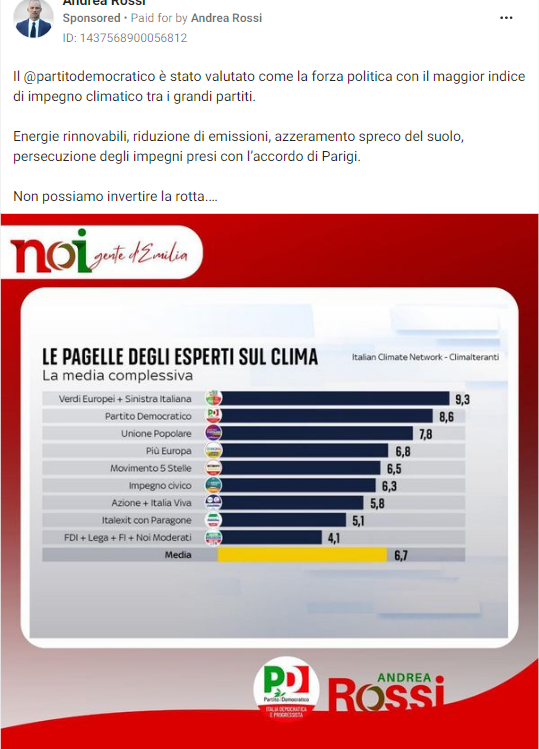 Andrea Rossi
Sponsored • Paid for by Andrea Rossi
ID: 1437568900056812
Il @partitodemocratico è stato valutato come la forza politica con il maggior indice
di impegno climatico tra i grandi partiti.
Energie rinnovabili, riduzione di emissioni, azzeramento spreco del suolo,
persecuzione degli impegni presi con l'accordo di Parigi.
Non possiamo invertire la rotta....
noi gente d'Emilia
LE PAGELLE DEGLI ESPERTI SUL CLIMA
Italian Climate Network - Climalteranti
La media complessiva
Verdi Europei + Sinistra Italiana 9,3
Partito Democratico 8,6
Unione Popolare 7,8
Più Europa 6,8
Movimento 5 Stelle 6,5
Impegno civico 6,3
Azione + Italia Viva 5,8
Italexit con Paragone 5,1
FDI + Lega + FI + Noi Moderati 4,1
Media 6,7
PD
Partito Democratico
ITALIA DEMOCRATICA
E PROGRESSISTA
ANDREA
Rossi